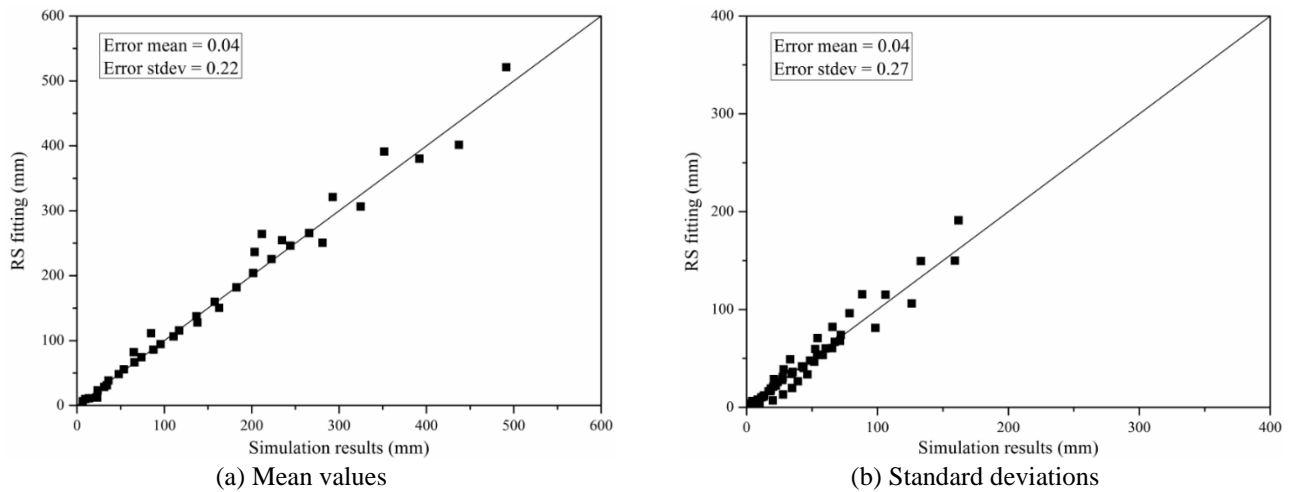 600
500
400
300
200
100
0
RS fitting (mm)
Error mean = 0.04
Error stdev = 0.22
0 100 200 300 400 500 600
Simulation results (mm)
(a) Mean values
400
300
200
100
0
RS fitting (mm)
Error mean = 0.04
Error stdev = 0.27
0 100 200 300 400
Simulation results (mm)
(b) Standard deviations